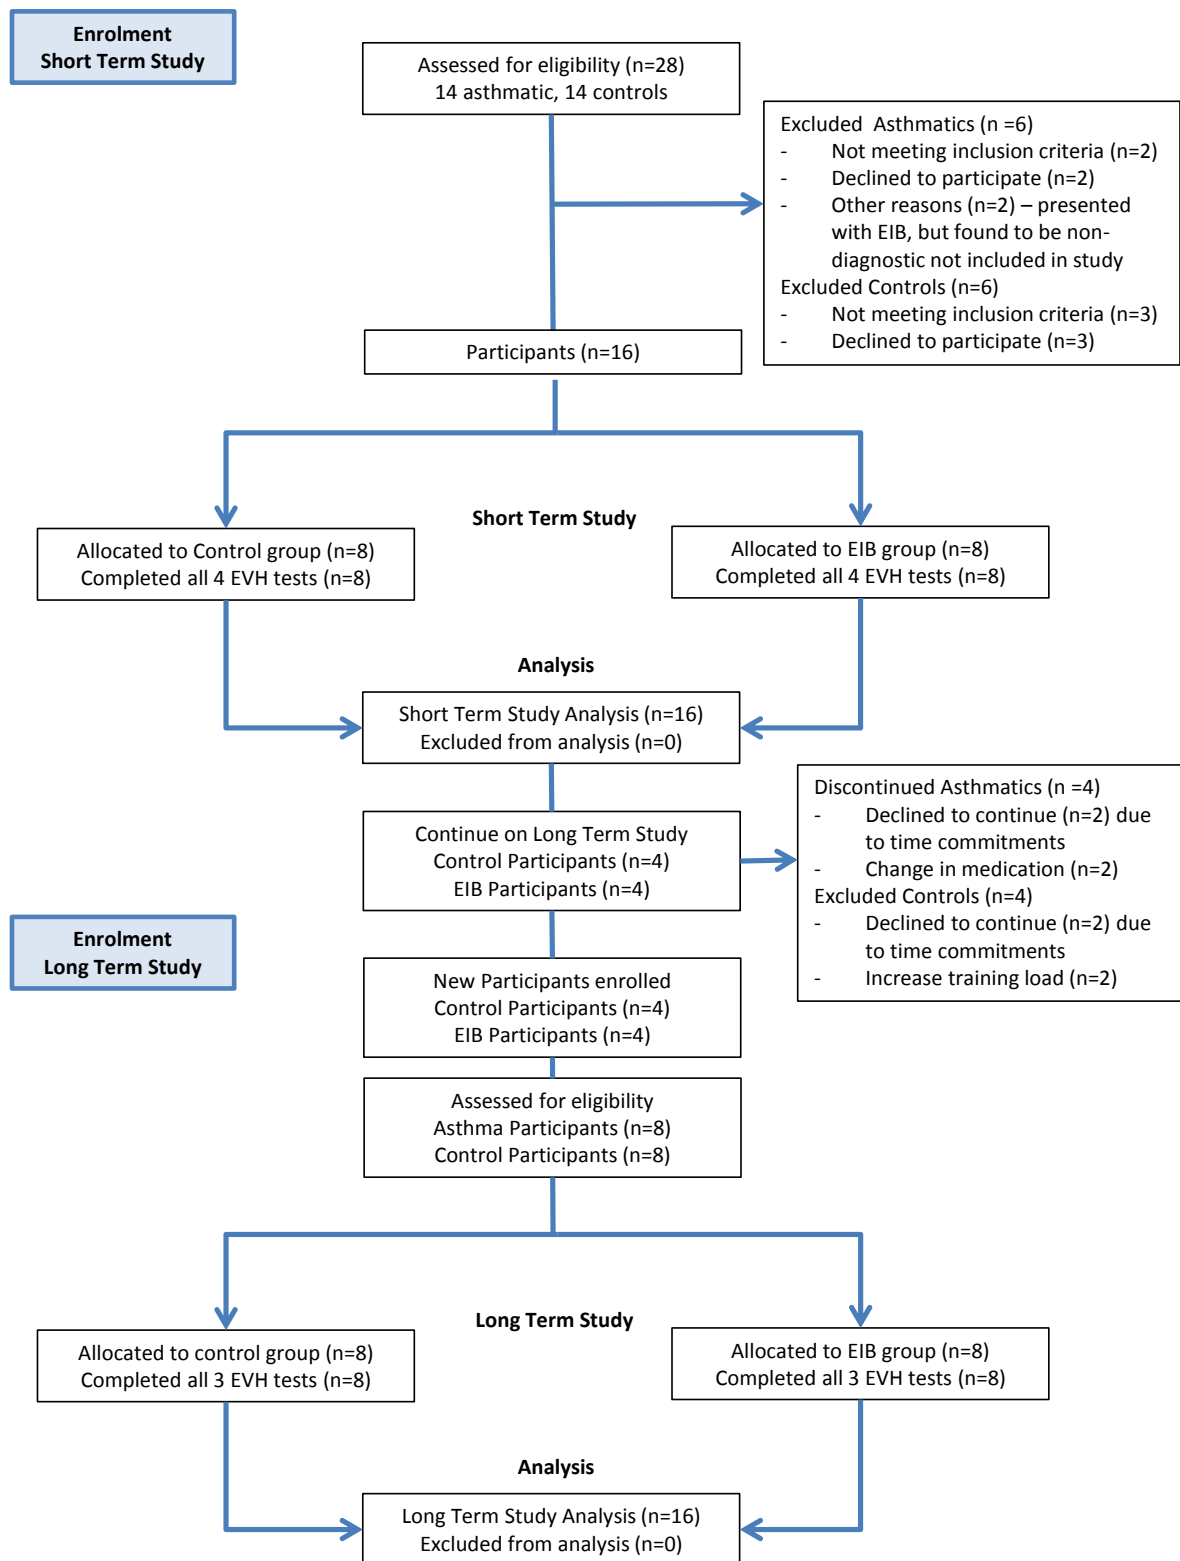 Enrolment
Short Term Study
Assessed for eligibility (n=28)
14 asthmatic, 14 controls
Excluded Asthmatics (n =6)
- Not meeting inclusion criteria (n=2)
- Declined to participate (n=2)
- Other reasons (n=2) – presented
with EIB, but found to be non-
diagnostic not included in study
Excluded Controls (n=6)
- Not meeting inclusion criteria (n=3)
- Declined to participate (n=3)
Participants (n=16)
Short Term Study
Allocated to Control group (n=8)
Completed all 4 EVH tests (n=8)
Allocated to EIB group (n=8)
Completed all 4 EVH tests (n=8)
Analysis
Short Term Study Analysis (n=16)
Excluded from analysis (n=0)
Continue on Long Term Study
Control Participants (n=4)
EIB Participants (n=4)
Discontinued Asthmatics (n =4)
- Declined to continue (n=2) due
to time commitments
- Change in medication (n=2)
Excluded Controls (n=4)
- Declined to continue (n=2) due
to time commitments
- Increase training load (n=2)
Enrolment
Long Term Study
New Participants enrolled
Control Participants (n=4)
EIB Participants (n=4)
Assessed for eligibility
Asthma Participants (n=8)
Control Participants (n=8)
Long Term Study
Allocated to control group (n=8)
Completed all 3 EVH tests (n=8)
Allocated to EIB group (n=8)
Completed all 3 EVH tests (n=8)
Analysis
Long Term Study Analysis (n=16)
Excluded from analysis (n=0)